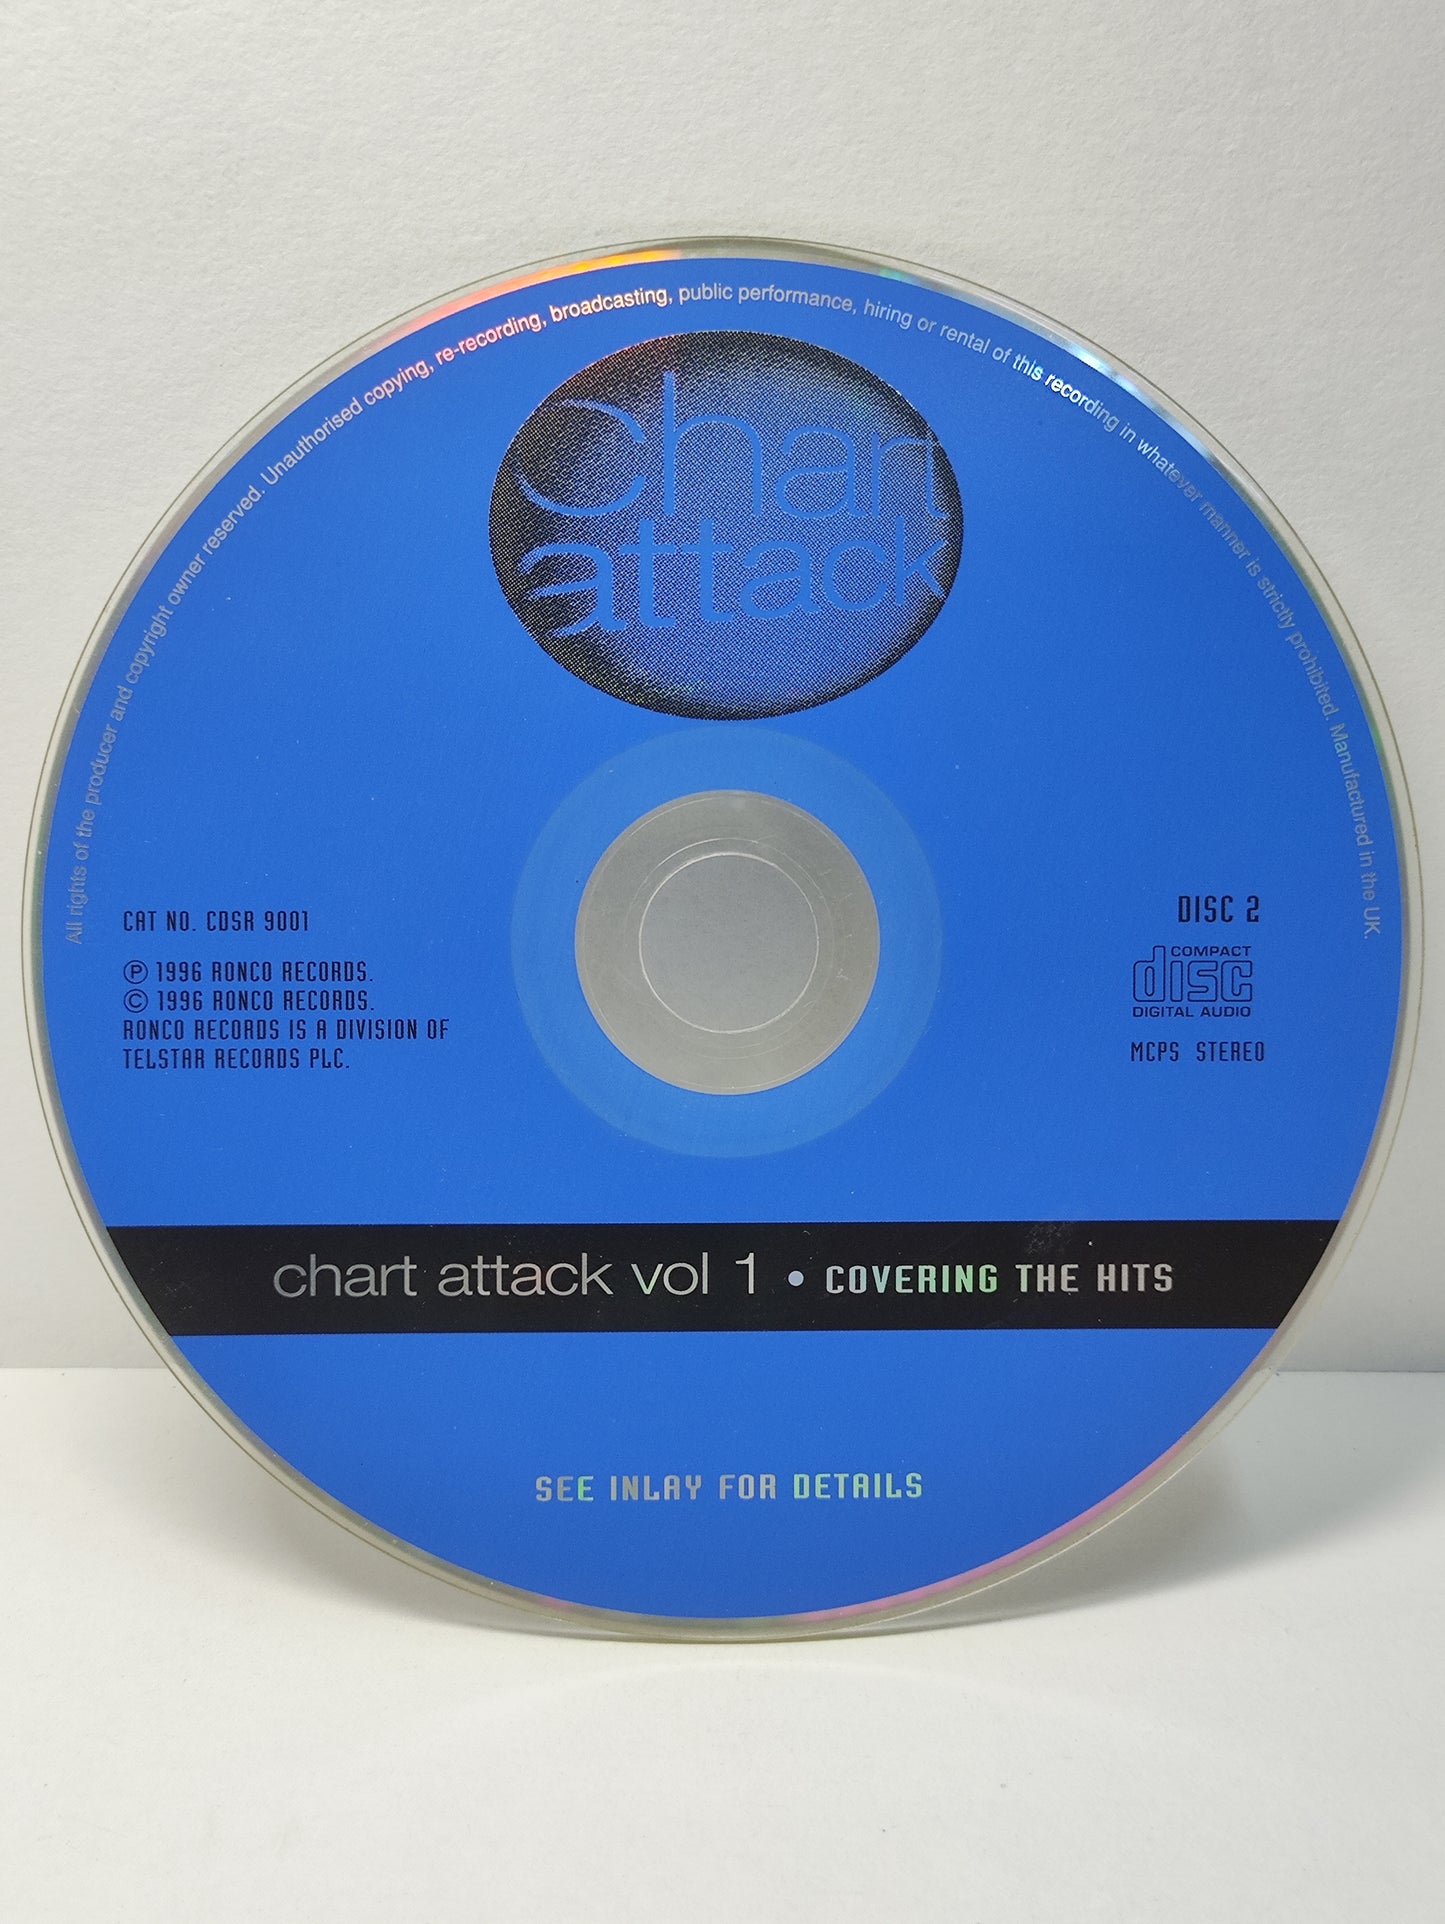 All rights of the producer and copyright owner reserved. Unauthorised copying, re-recording, broadcasting, public performance, hiring or rental of this recording in whatever manner is strictly prohibited. Manufactured in the UK.
chart
attack
CAT NO. CDSR 9001
℗ 1996 RONCO RECORDS.
© 1996 RONCO RECORDS.
RONCO RECORDS IS A DIVISION OF
TELSTAR RECORDS PLC.
DISC 2
COMPACT
disc
DIGITAL AUDIO
MCPS STEREO
chart attack vol 1 • COVERING THE HITS
SEE INLAY FOR DETAILS